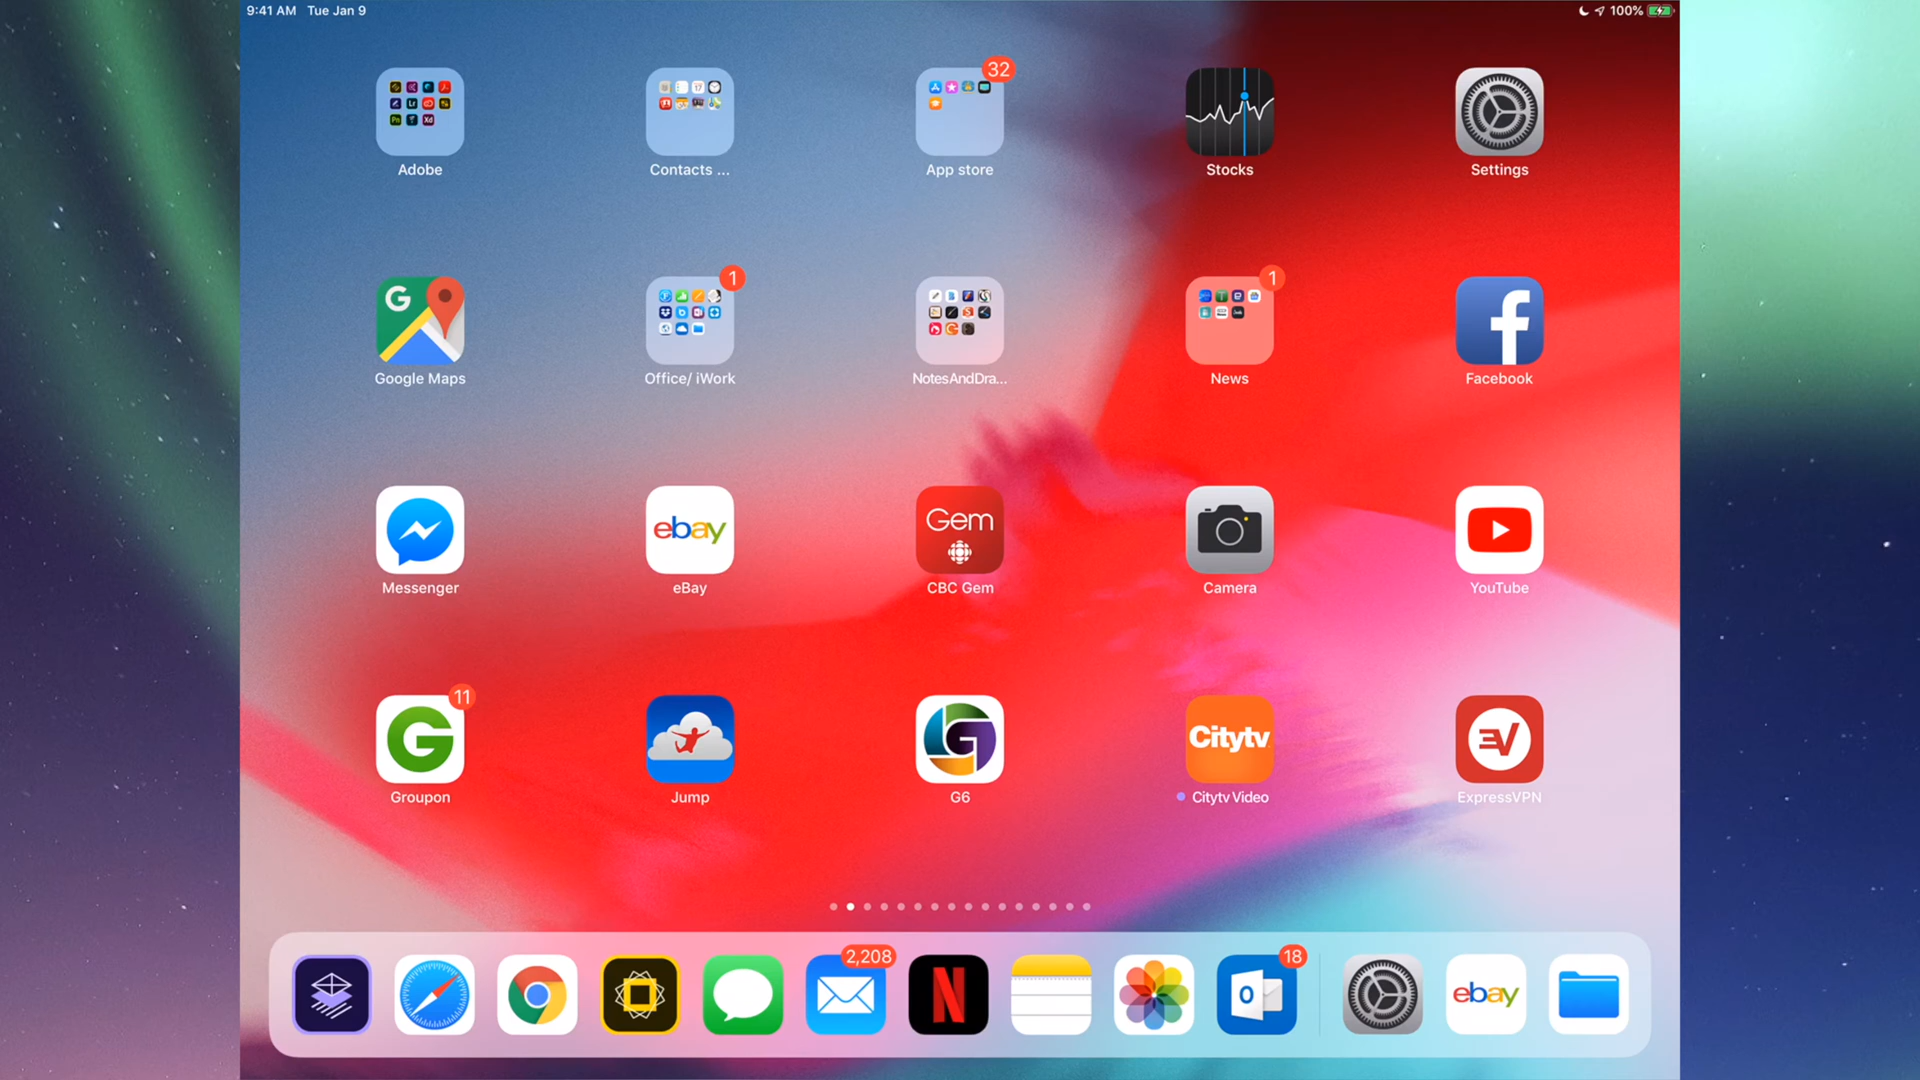 9:41 AM Tue Jan 9
100%
32
Adobe
Contacts ...
App store
Stocks
Settings
1
1
Google Maps
Office/ iWork
NotesAndDra...
News
Facebook
ebay
Gem
Messenger
eBay
CBC Gem
Camera
YouTube
11
Citytv
Groupon
Jump
G6
Citytv Video
ExpressVPN
2,208
18
ebay